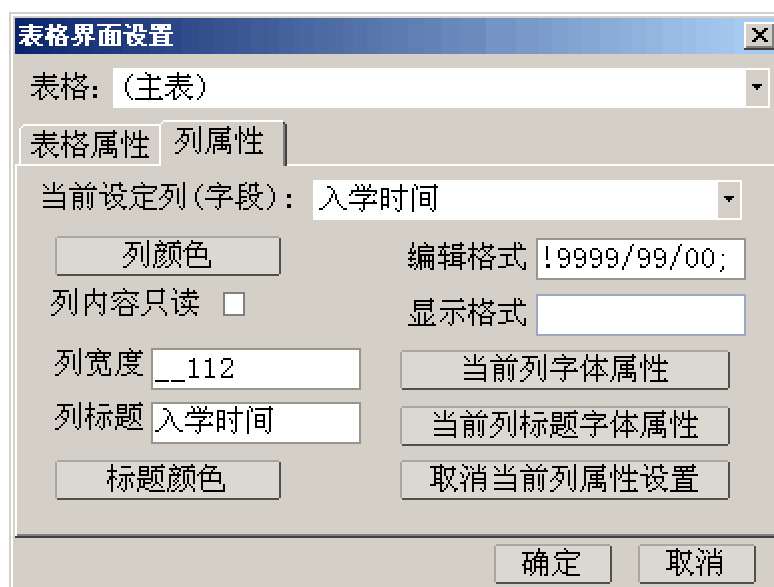 表格界面设置
表格: (主表)
表格属性 列属性
当前设定列(字段): 入学时间
列颜色 编辑格式 !9999/99/00;
列内容只读 显示格式
列宽度 __112 当前列字体属性
列标题 入学时间 当前列标题字体属性
标题颜色 取消当前列属性设置
确定 取消